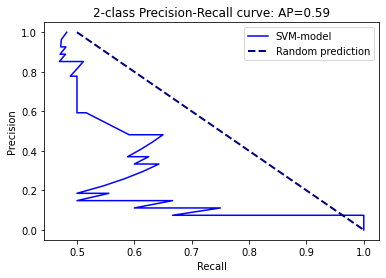 2-class Precision-Recall curve: AP=0.59
SVM-model
Random prediction
Precision
1.0
0.8
0.6
0.4
0.2
0.0
0.5 0.6 0.7 0.8 0.9 1.0
Recall